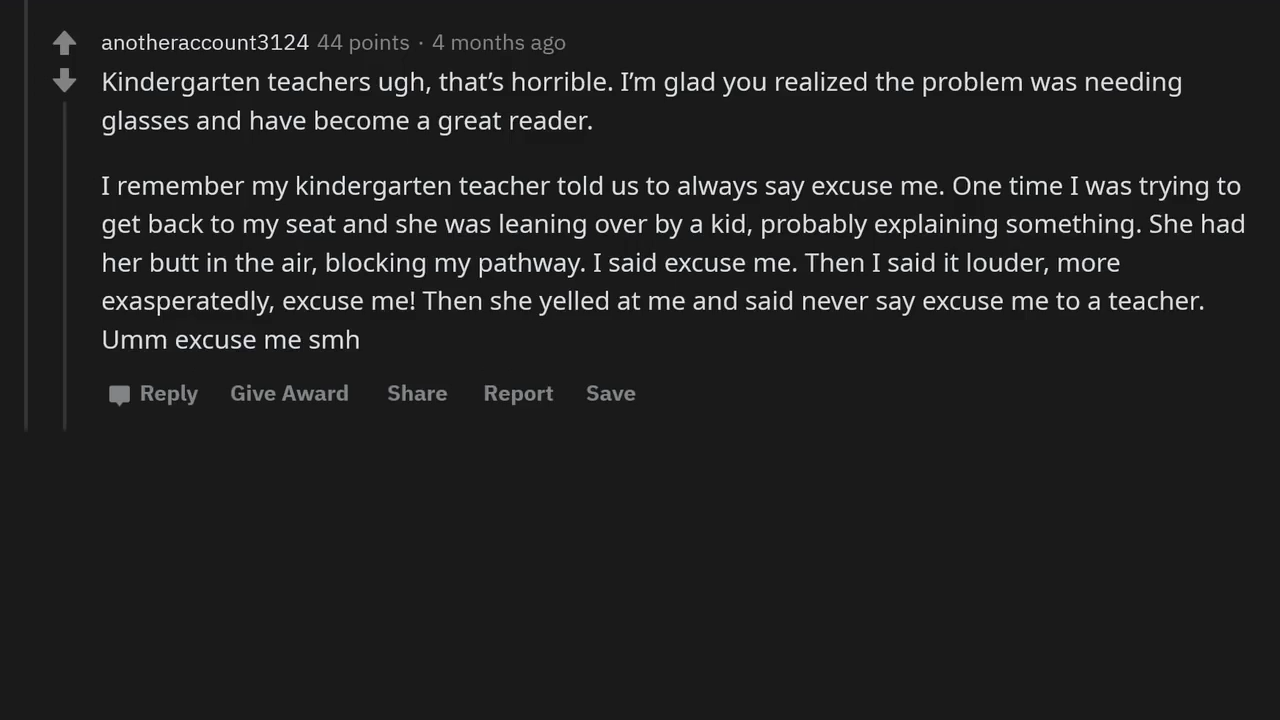 anotheraccount3124 44 points · 4 months ago
Kindergarten teachers ugh, that’s horrible. I’m glad you realized the problem was needing
glasses and have become a great reader.
I remember my kindergarten teacher told us to always say excuse me. One time I was trying to
get back to my seat and she was leaning over by a kid, probably explaining something. She had
her butt in the air, blocking my pathway. I said excuse me. Then I said it louder, more
exasperatedly, excuse me! Then she yelled at me and said never say excuse me to a teacher.
Umm excuse me smh
Reply Give Award Share Report Save